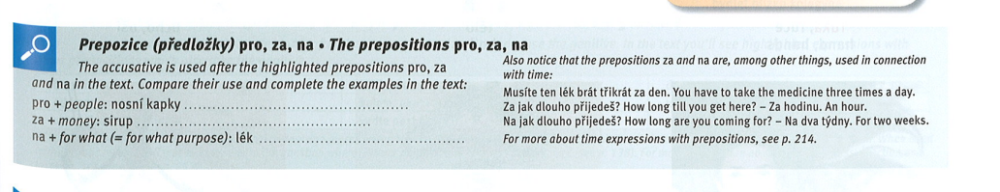 Prepozice (předložky) pro, za, na • The prepositions pro, za, na
The accusative is used after the highlighted prepositions pro, za
and na in the text. Compare their use and complete the examples in the text:
pro + people: nosní kapky ................................................
za + money: sirup ..................................................
na + for what (= for what purpose): lék ............................................
Also notice that the prepositions za and na are, among other things, used in connection
with time:
Musíte ten lék brát třikrát za den. You have to take the medicine three times a day.
Za jak dlouho přijedeš? How long till you get here? – Za hodinu. An hour.
Na jak dlouho přijedeš? How long are you coming for? – Na dva týdny. For two weeks.
For more about time expressions with prepositions, see p. 214.